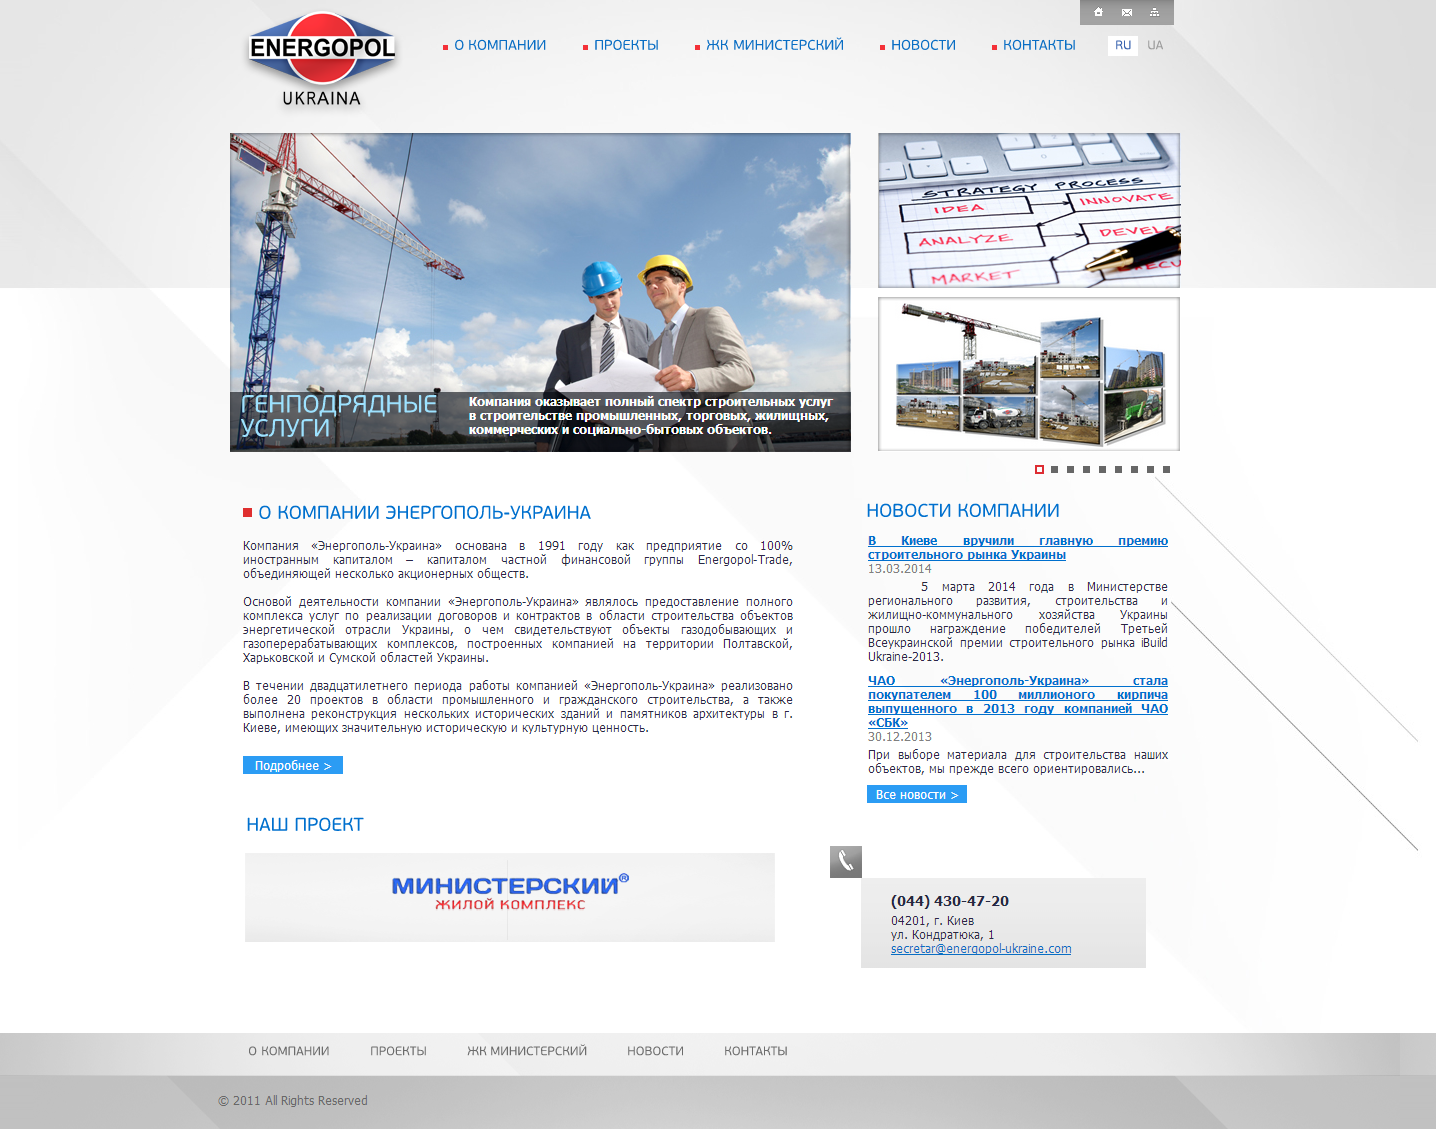 ENERGOPOL
UKRAINA
О КОМПАНИИ
ПРОЕКТЫ
ЖК МИНИСТЕРСКИЙ
НОВОСТИ
КОНТАКТЫ
RU
UA
STRATEGY PROCESS
IDEA
INNOVATE
ANALYZE
DEVEL
MARKET
ECU
ГЕНПОДРЯДНЫЕ
УСЛУГИ
Компания оказывает полный спектр строительных услуг
в строительстве промышленных, торговых, жилищных,
коммерческих и социально-бытовых объектов.
О КОМПАНИИ ЭНЕРГОПОЛЬ-УКРАИНА
Компания «Энергополь-Украина» основана в 1991 году как предприятие со 100%
иностранным капиталом – капиталом частной финансовой группы Energopol-Trade,
объединяющей несколько акционерных обществ.
Основой деятельности компании «Энергополь-Украина» являлось предоставление полного
комплекса услуг по реализации договоров и контрактов в области строительства объектов
энергетической отрасли Украины, о чем свидетельствуют объекты газодобывающих и
газоперерабатывающих комплексов, построенных компанией на территории Полтавской,
Харьковской и Сумской областей Украины.
В течении двадцатилетнего периода работы компанией «Энергополь-Украина» реализовано
более 20 проектов в области промышленного и гражданского строительства, а также
выполнена реконструкция нескольких исторических зданий и памятников архитектуры в г.
Киеве, имеющих значительную историческую и культурную ценность.
Подробнее >
НОВОСТИ КОМПАНИИ
В Киеве вручили главную премию
строительного рынка Украины
13.03.2014
5 марта 2014 года в Министерстве
регионального развития, строительства и
жилищно-коммунального хозяйства Украины
прошло награждение победителей Третьей
Всеукраинской премии строительного рынка iBuild
Ukraine-2013.
ЧАО «Энергополь-Украина» стала
покупателем 100 миллионого кирпича
выпущенного в 2013 году компанией ЧАО
«СБК»
30.12.2013
При выборе материала для строительства наших
объектов, мы прежде всего ориентировались...
Все новости >
НАШ ПРОЕКТ
МИНИСТЕРСКИЙ®
ЖИЛОЙ КОМПЛЕКС
(044) 430-47-20
04201, г. Киев
ул. Кондратюка, 1
secretar@energopol-ukraine.com
О КОМПАНИИ
ПРОЕКТЫ
ЖК МИНИСТЕРСКИЙ
НОВОСТИ
КОНТАКТЫ
© 2011 All Rights Reserved